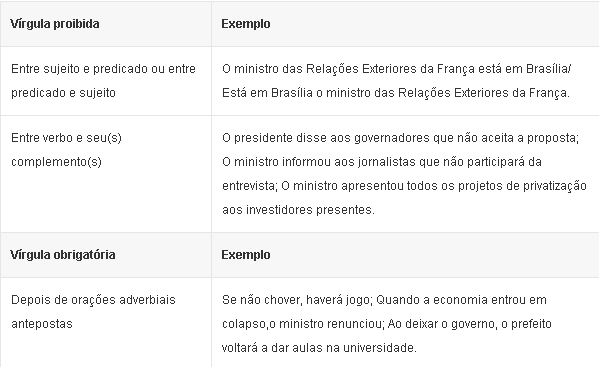 Vírgula proibida
Exemplo
Entre sujeito e predicado ou entre
predicado e sujeito
O ministro das Relações Exteriores da França está em Brasília/
Está em Brasília o ministro das Relações Exteriores da França.
Entre verbo e seu(s)
complemento(s)
O presidente disse aos governadores que não aceita a proposta;
O ministro informou aos jornalistas que não participará da
entrevista; O ministro apresentou todos os projetos de privatização
aos investidores presentes.
Vírgula obrigatória
Exemplo
Depois de orações adverbiais
antepostas
Se não chover, haverá jogo; Quando a economia entrou em
colapso,o ministro renunciou; Ao deixar o governo, o prefeito
voltará a dar aulas na universidade.